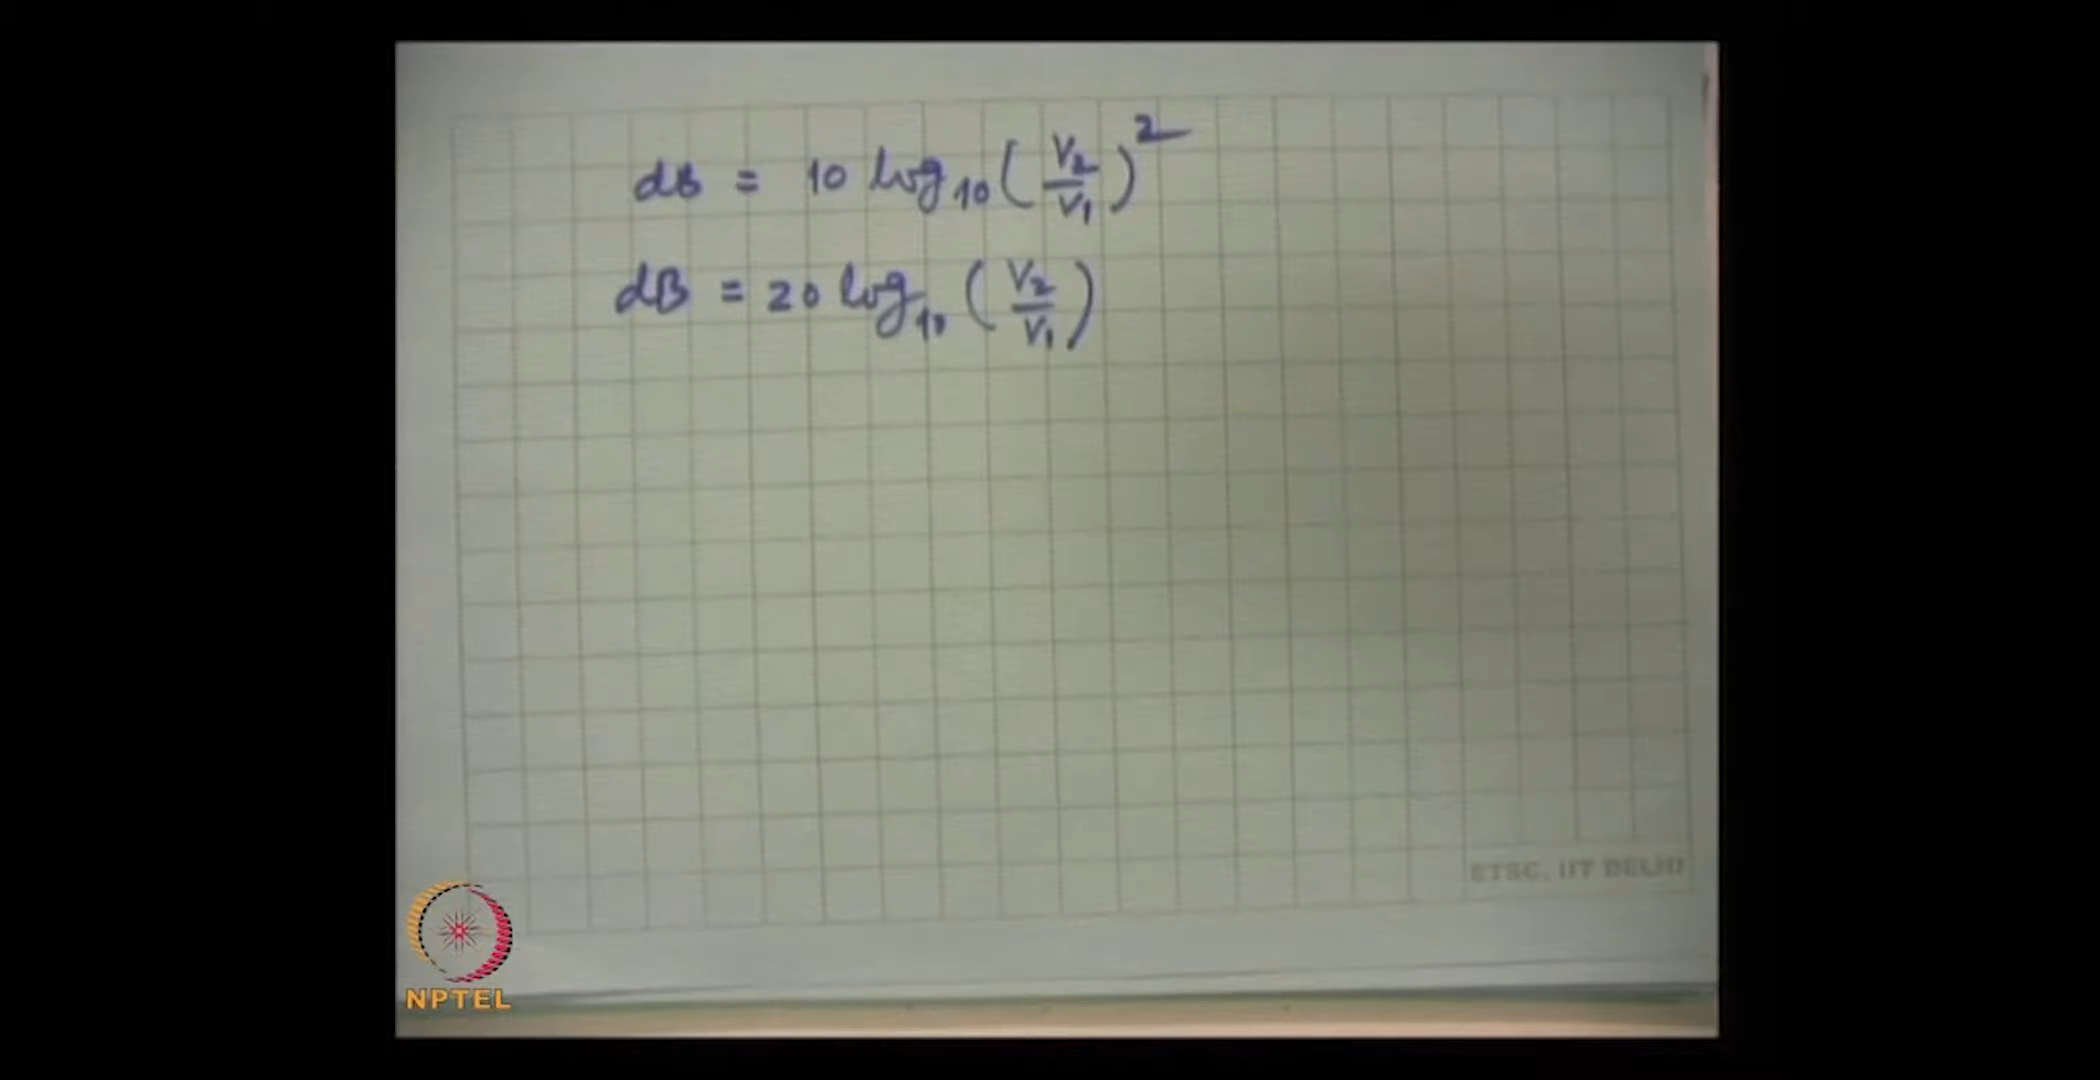 dB = 10 log₁₀ (V₂/V₁)²
dB = 20 log₁₀ (V₂/V₁)
ETSC, IIT DELHI
NPTEL